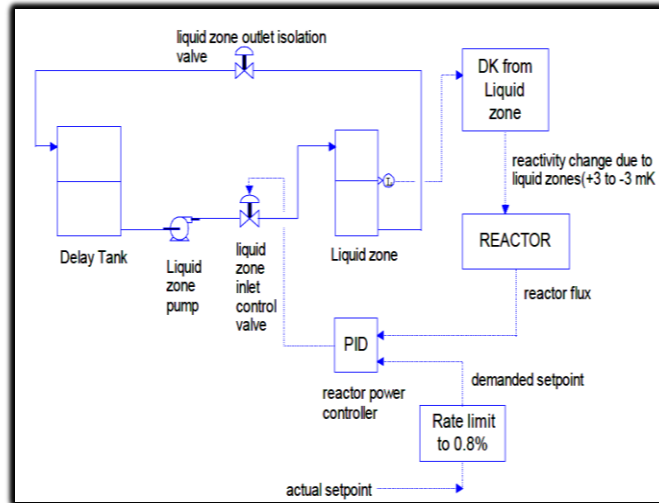 liquid zone outlet isolation
valve
DK from
Liquid
zone
reactivity change due to
liquid zones(+3 to -3 mK
L
Delay Tank
Liquid
zone
pump
liquid
zone
inlet
control
valve
Liquid zone
REACTOR
reactor flux
PID
reactor power
controller
demanded setpoint
Rate limit
to 0.8%
actual setpoint